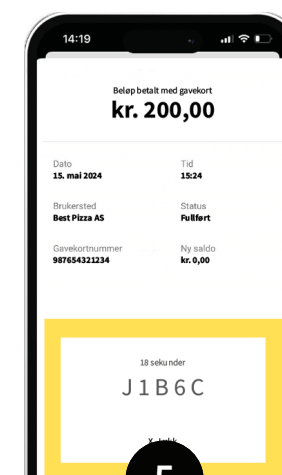 14:19
Beløp betalt med gavekort
kr. 200,00
Dato
Tid
15. mai 2024
15:24
Brukersted
Status
Best Pizza AS
Fullført
Gavekortnummer
Ny saldo
987654321234
kr. 0,00
18 sekunder
J1B6C